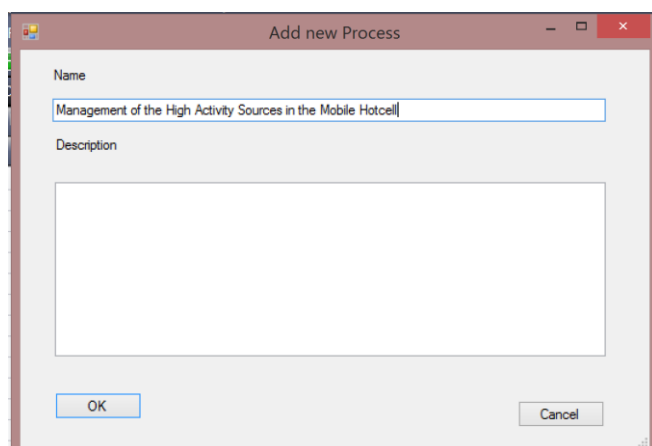 Add new Process
Name
Management of the High Activity Sources in the Mobile Hotcell
Description
OK
Cancel